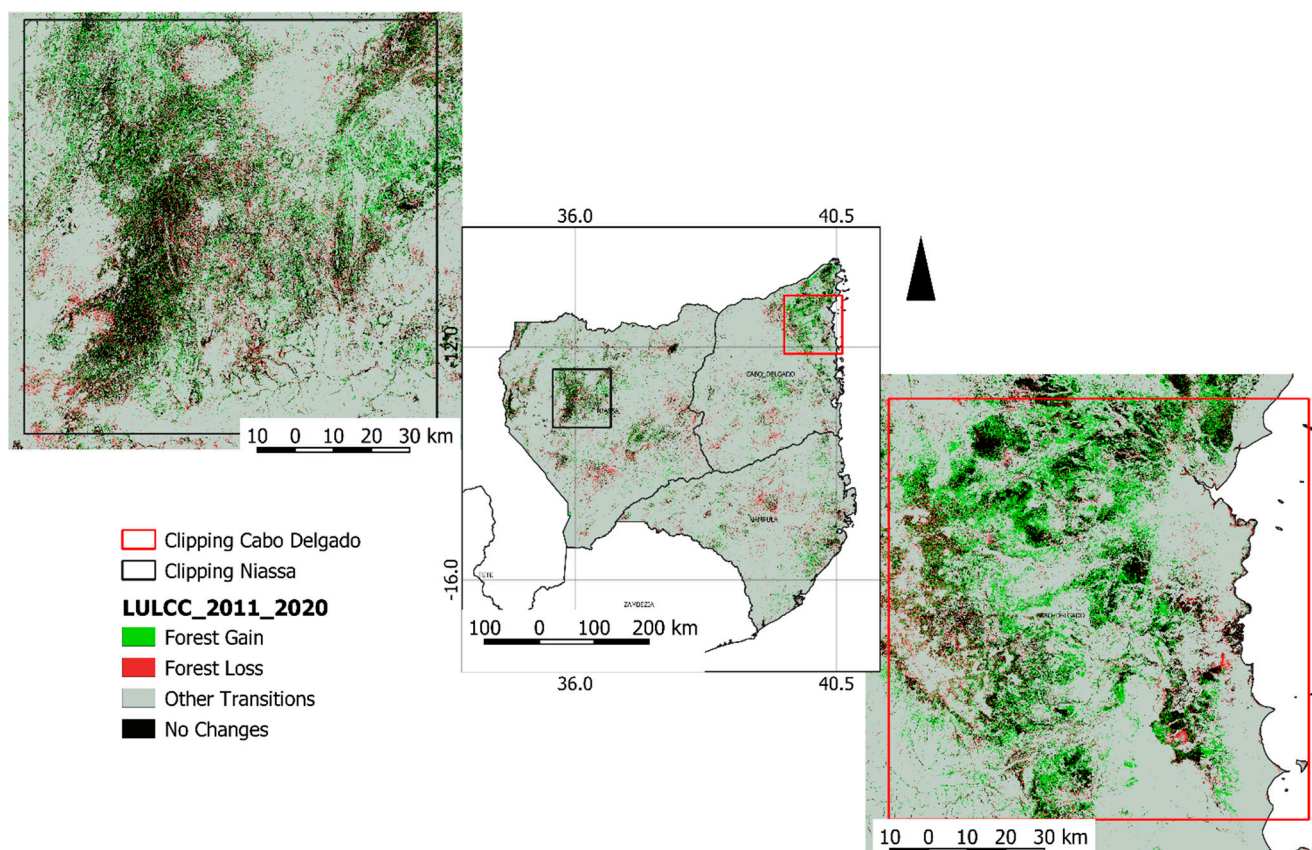 10 0 10 20 30 km
36.0 40.5
-12.0
CABO_DELGADO
NAMPULA
-16.0
TETE
ZAMBEZIA
100 0 100 200 km
36.0 40.5
Clipping Cabo Delgado
Clipping Niassa
LULCC_2011_2020
Forest Gain
Forest Loss
Other Transitions
No Changes
CABO_DELGADO
10 0 10 20 30 km